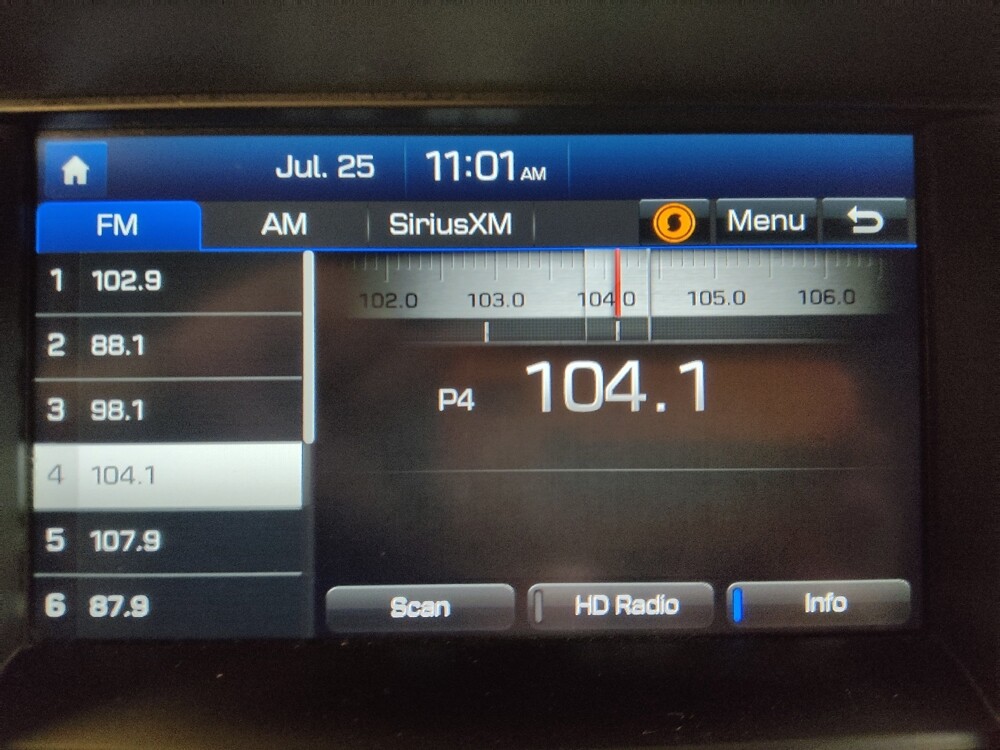 Jul. 25 11:01 AM
FM AM SiriusXM Menu
1 102.9
2 88.1
3 98.1
4 104.1
5 107.9
6 87.9
102.0 103.0 104.0 105.0 106.0
P4 104.1
Scan HD Radio Info